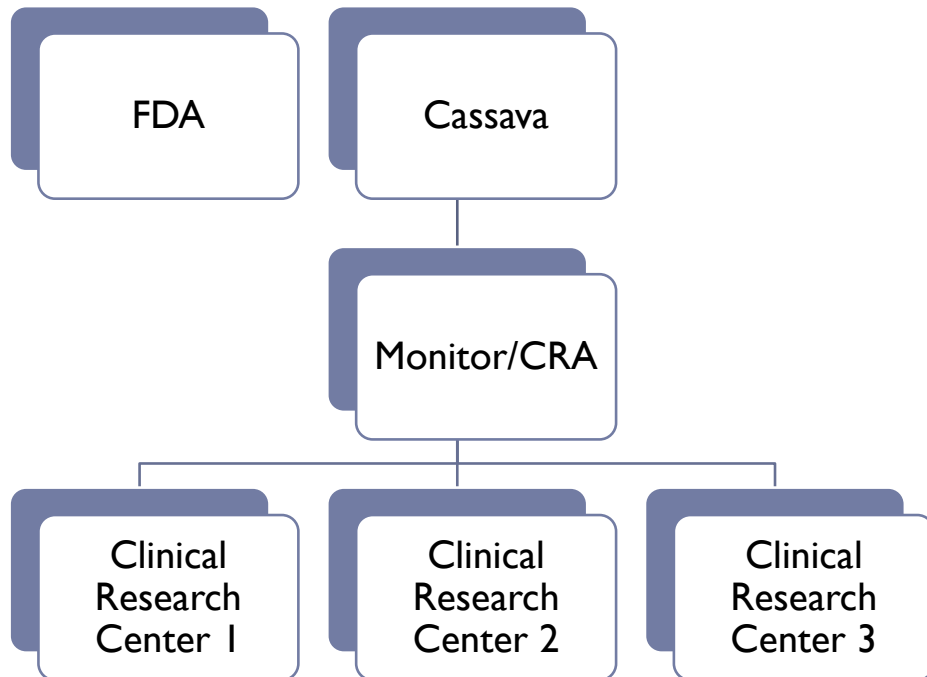 FDA
Cassava
Monitor/CRA
Clinical
Research
Center 1
Clinical
Research
Center 2
Clinical
Research
Center 3